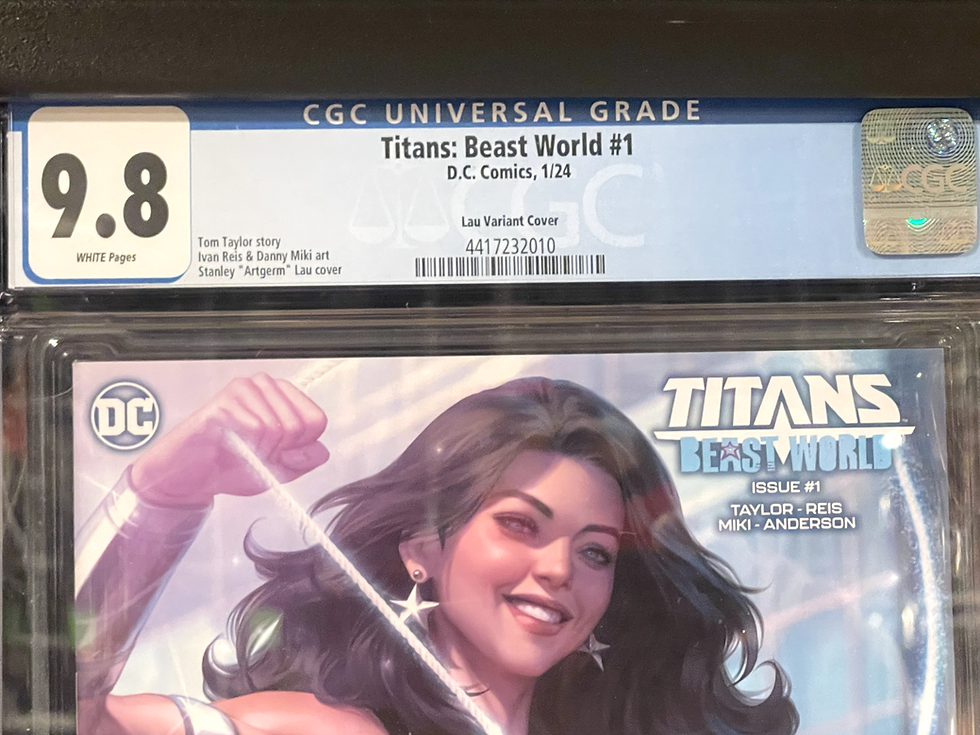 CGC UNIVERSAL GRADE
9.8
WHITE Pages
Titans: Beast World #1
D.C. Comics, 1/24
Lau Variant Cover
4417232010
Tom Taylor story
Ivan Reis & Danny Miki art
Stanley "Artgerm" Lau cover
CGC
CGC
DC
TITANS
BEAST WORLD
ISSUE #1
TAYLOR - REIS
MIKI - ANDERSON